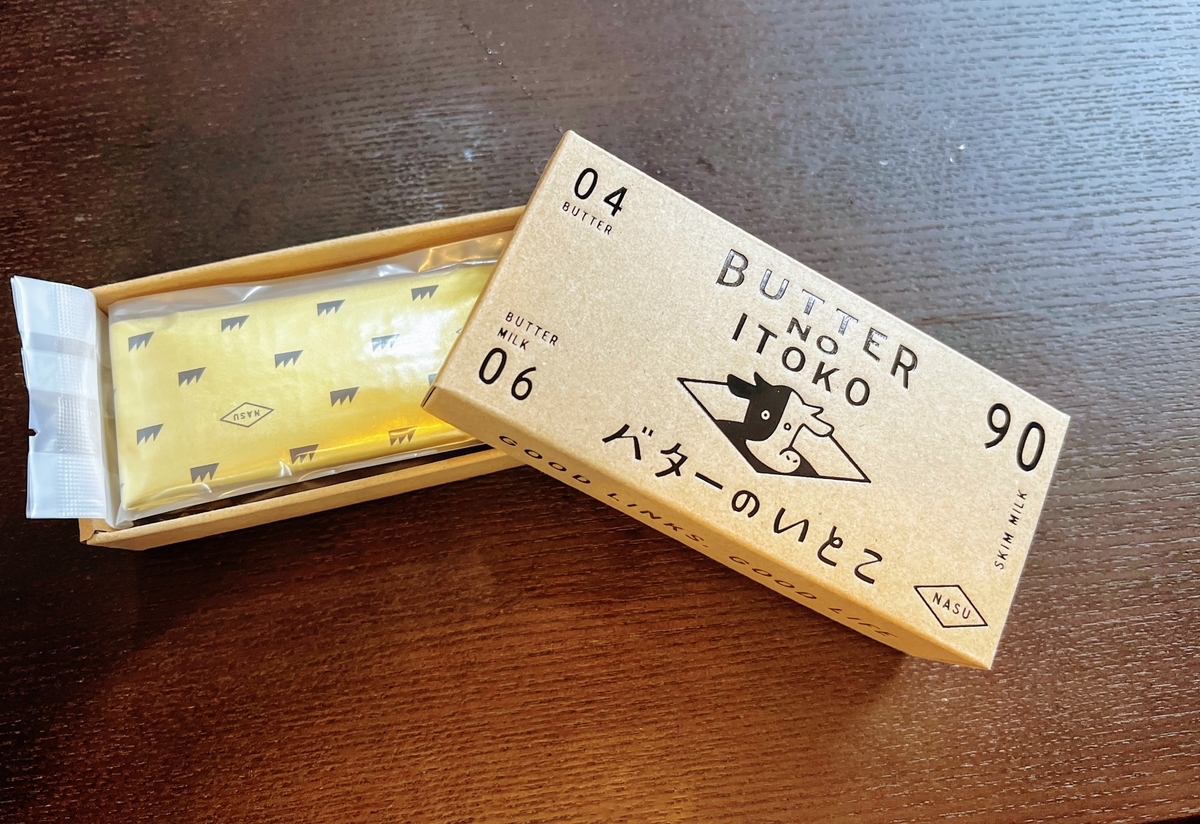 04
BUTTER
BUTTER
NO
ITOKO
BUTTER
MILK
06
90
SKIM MILK
バターのいとこ
NASU
GOOD LINKS, GOOD LIFE
NASU